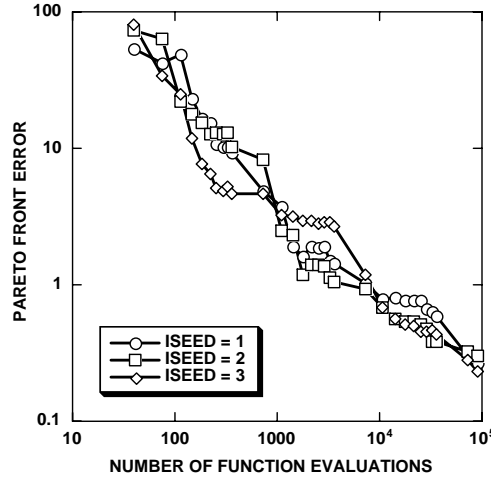 100
10
1
0.1
PARETO FRONT ERROR
ISEED = 1
ISEED = 2
ISEED = 3
10
100
1000
10⁴
10⁵
NUMBER OF FUNCTION EVALUATIONS